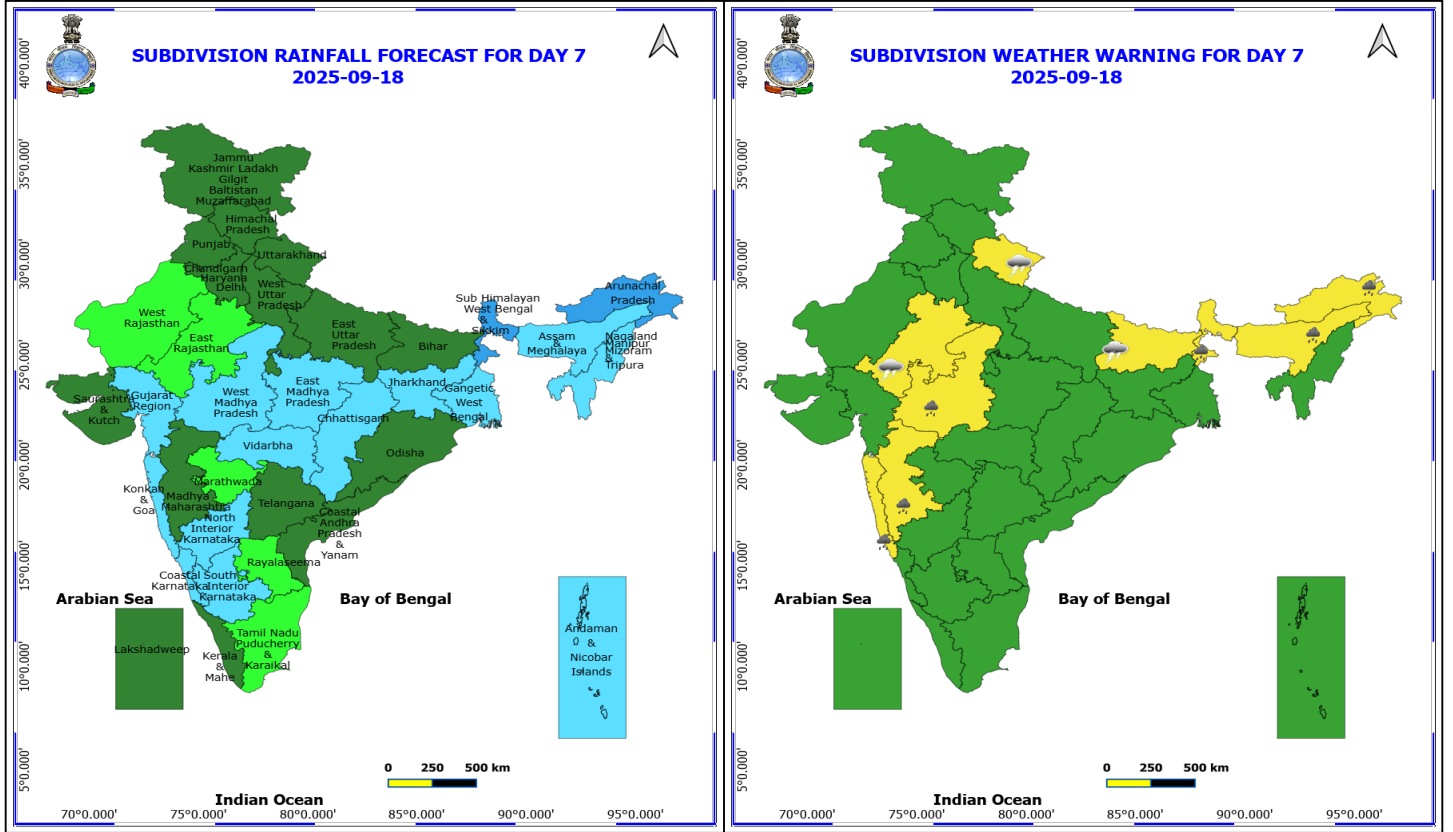 SUBDIVISION RAINFALL FORECAST FOR DAY 7
2025-09-18
40°0.000'
35°0.000'
30°0.000'
25°0.000'
20°0.000'
15°0.000'
10°0.000'
5°0.000'
Jammu
Kashmir Ladakh
Gilgit
Baltistan
Muzaffarabad
Himachal
Pradesh
Punjab
Uttarakhand
Chandigarh
Haryana
Delhi
West
Uttar
Pradesh
West
Rajasthan
East
Rajasthan
East
Uttar
Pradesh
Bihar
Sub Himalayan
West Bengal
&
Sikkim
Arunachal
Pradesh
Assam
&
Meghalaya
Nagaland
Manipur
Mizoram
&
Tripura
Saurashtra
&
Kutch
Gujarat
Region
West
Madhya
Pradesh
East
Madhya
Pradesh
Jharkhand
Gangetic
West
Bengal
Chhattisgarh
Vidarbha
Odisha
Konkan
&
Goa
Madhya
Maharashtra
Marathwada
Telangana
North
Interior
Karnataka
Coastal
Andhra
Pradesh
&
Yanam
Rayalaseema
Coastal
Karnataka
South
Interior
Karnataka
Tamil Nadu
Puducherry
&
Karaikal
Kerala
&
Mahe
Lakshadweep
Andaman
&
Nicobar
Islands
Arabian Sea
Bay of Bengal
Indian Ocean
0 250 500 km
70°0.000' 75°0.000' 80°0.000' 85°0.000' 90°0.000' 95°0.000'
SUBDIVISION WEATHER WARNING FOR DAY 7
2025-09-18
40°0.000'
35°0.000'
30°0.000'
25°0.000'
20°0.000'
15°0.000'
10°0.000'
5°0.000'
Arabian Sea
Bay of Bengal
Indian Ocean
0 250 500 km
70°0.000' 75°0.000' 80°0.000' 85°0.000' 90°0.000' 95°0.000'